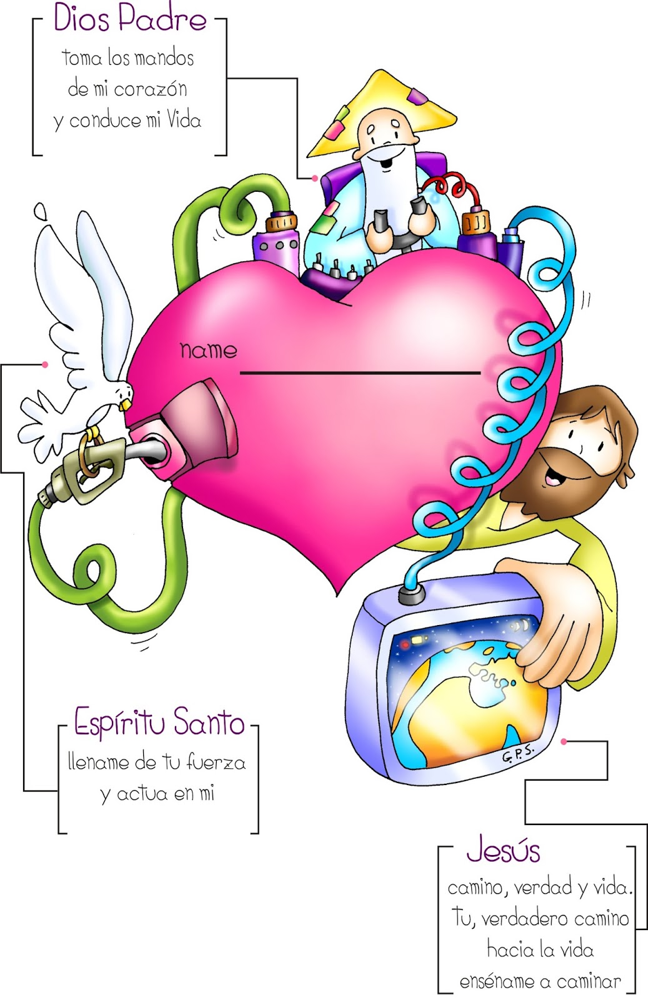 Dios Padre
toma los mandos
de mi corazón
y conduce mi Vida
name
Espíritu Santo
llename de tu fuerza
y actua en mi
G.P.S.
Jesús
camino, verdad y vida.
Tu, verdadero camino
hacia la vida
enséname a caminar